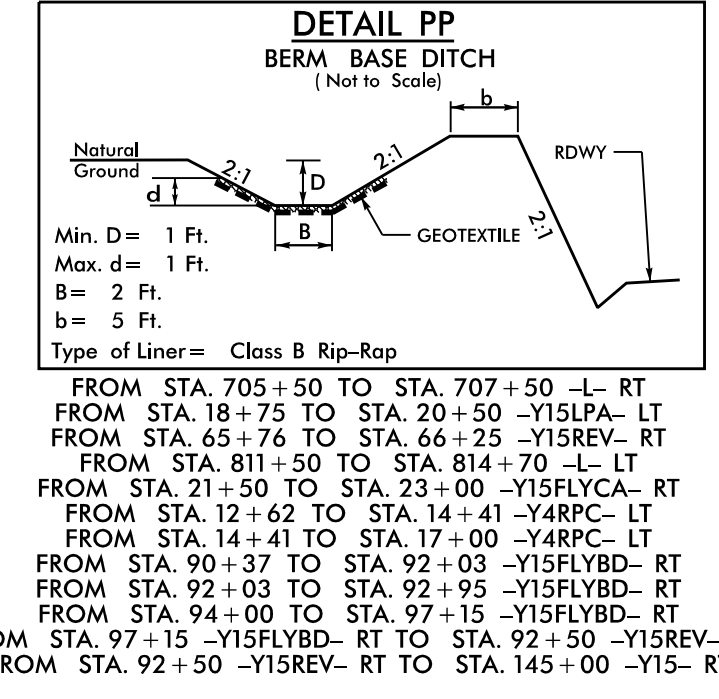 DETAIL PP
BERM BASE DITCH
( Not to Scale)
b
Natural
Ground
2:1
2:1
RDWY
D
d
B
GEOTEXTILE
2:1
Min. D= 1 Ft.
Max. d= 1 Ft.
B= 2 Ft.
b= 5 Ft.
Type of Liner= Class B Rip-Rap
FROM STA. 705+50 TO STA. 707+50 -L- RT
FROM STA. 18+75 TO STA. 20+50 -Y15LPA- LT
FROM STA. 65+76 TO STA. 66+25 -Y15REV- RT
FROM STA. 811+50 TO STA. 814+70 -L- LT
FROM STA. 21+50 TO STA. 23+00 -Y15FLYCA- RT
FROM STA. 12+62 TO STA. 14+41 -Y4RPC- LT
FROM STA. 14+41 TO STA. 17+00 -Y4RPC- LT
FROM STA. 90+37 TO STA. 92+03 -Y15FLYBD- RT
FROM STA. 92+03 TO STA. 92+95 -Y15FLYBD- RT
FROM STA. 94+00 TO STA. 97+15 -Y15FLYBD- RT
OM STA. 97+15 -Y15FLYBD- RT TO STA. 92+50 -Y15REV-
ROM STA. 92+50 -Y15REV- RT TO STA. 145+00 -Y15- RT